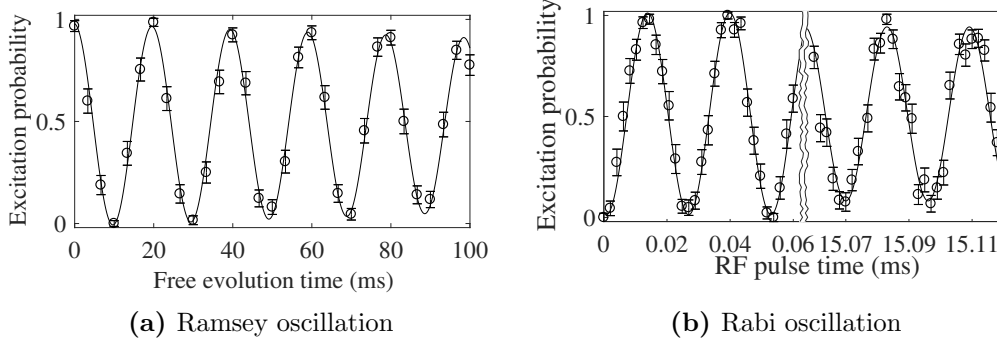 Excitation probability
1
0.5
0
0 20 40 60 80 100
Free evolution time (ms)
(a) Ramsey oscillation
Excitation probability
1
0.5
0
0 0.02 0.04 0.06 15.07 15.09 15.11
RF pulse time (ms)
(b) Rabi oscillation